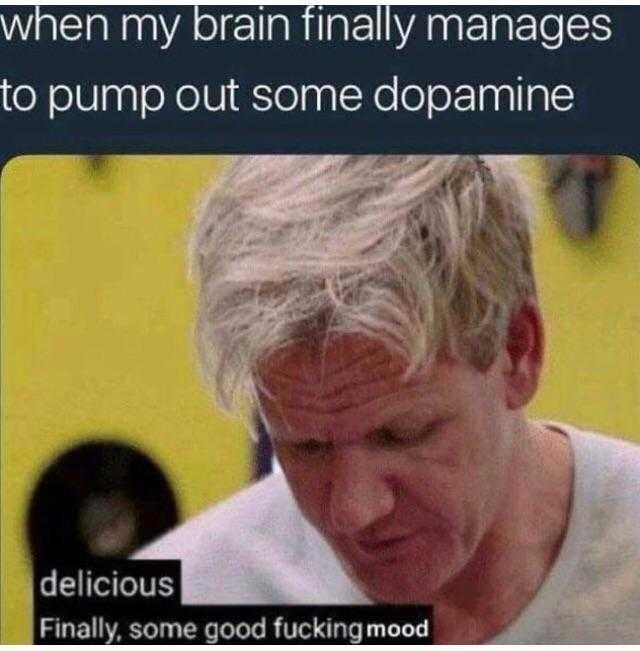 when my brain finally manages
to pump out some dopamine
delicious
Finally, some good fucking mood